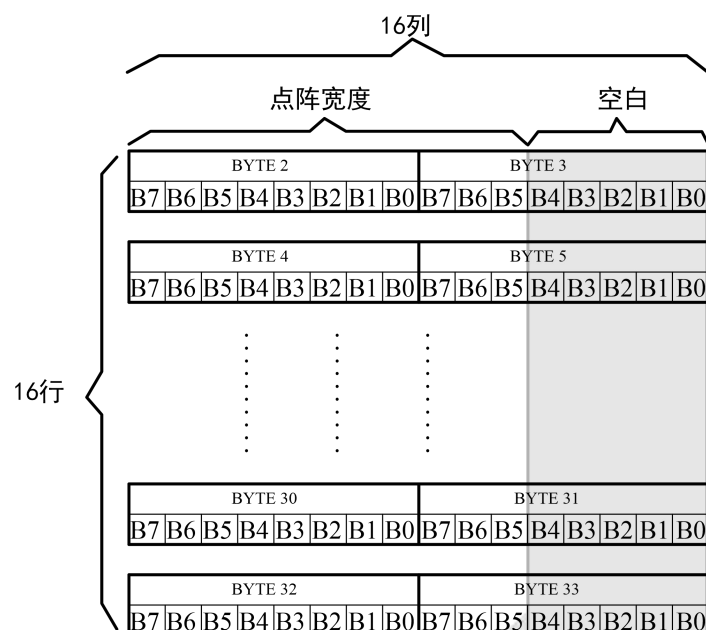 16列
点阵宽度 空白
BYTE 2 BYTE 3
B7 B6 B5 B4 B3 B2 B1 B0 B7 B6 B5 B4 B3 B2 B1 B0
BYTE 4 BYTE 5
B7 B6 B5 B4 B3 B2 B1 B0 B7 B6 B5 B4 B3 B2 B1 B0
16行
BYTE 30 BYTE 31
B7 B6 B5 B4 B3 B2 B1 B0 B7 B6 B5 B4 B3 B2 B1 B0
BYTE 32 BYTE 33
B7 B6 B5 B4 B3 B2 B1 B0 B7 B6 B5 B4 B3 B2 B1 B0